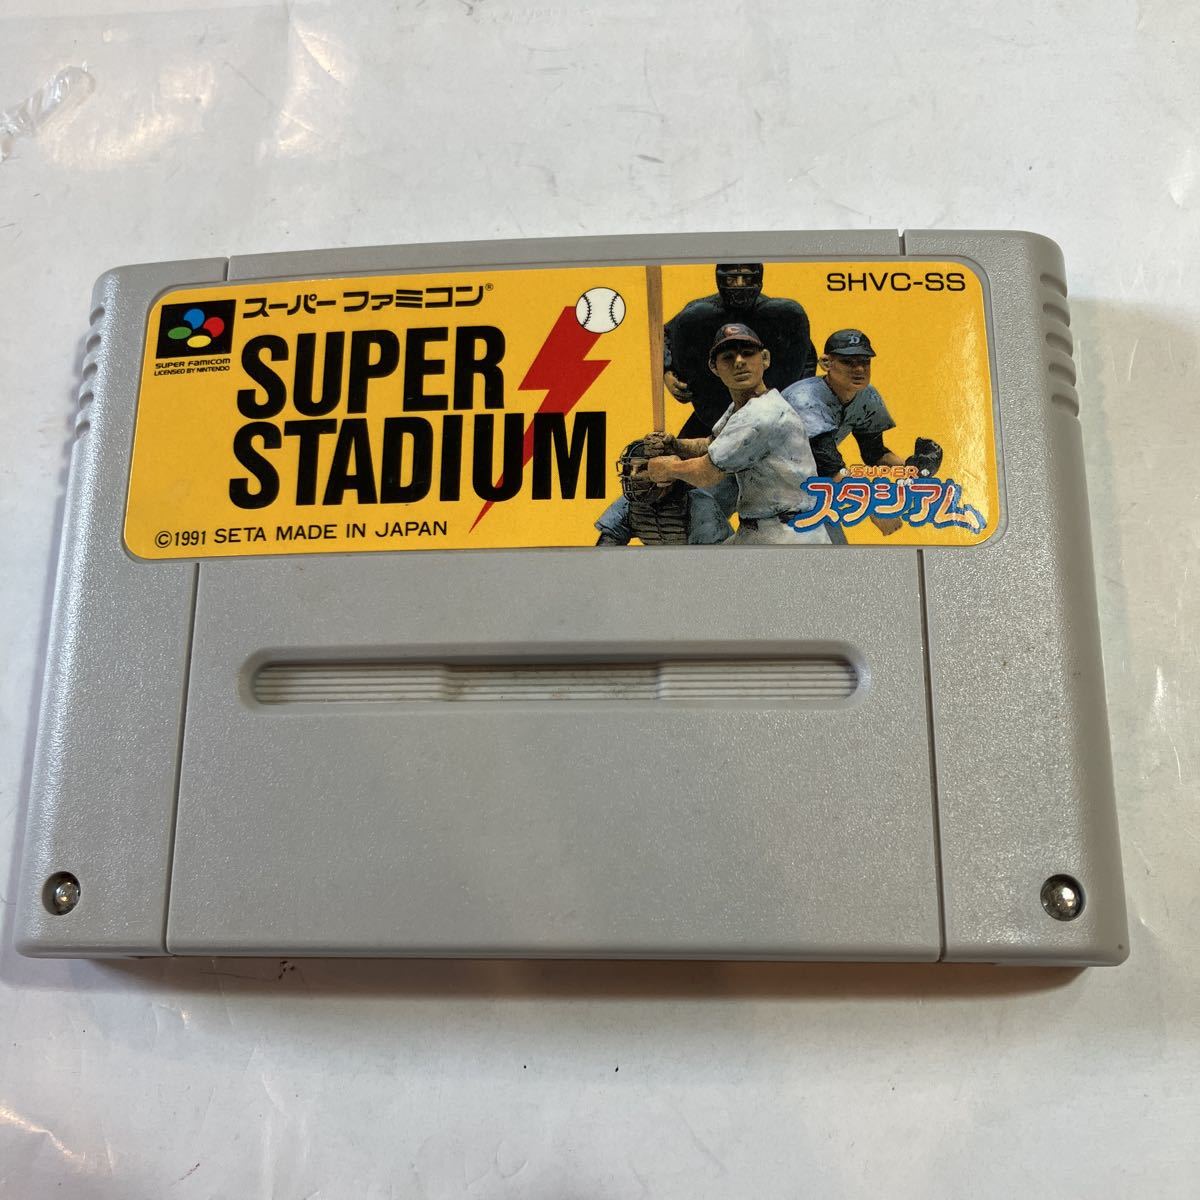 スーパーファミコン®
SHVC-SS
SUPER FAMICOM
LICENSED BY NINTENDO
SUPER
STADIUM
SUPER
スタジアム
©1991 SETA MADE IN JAPAN